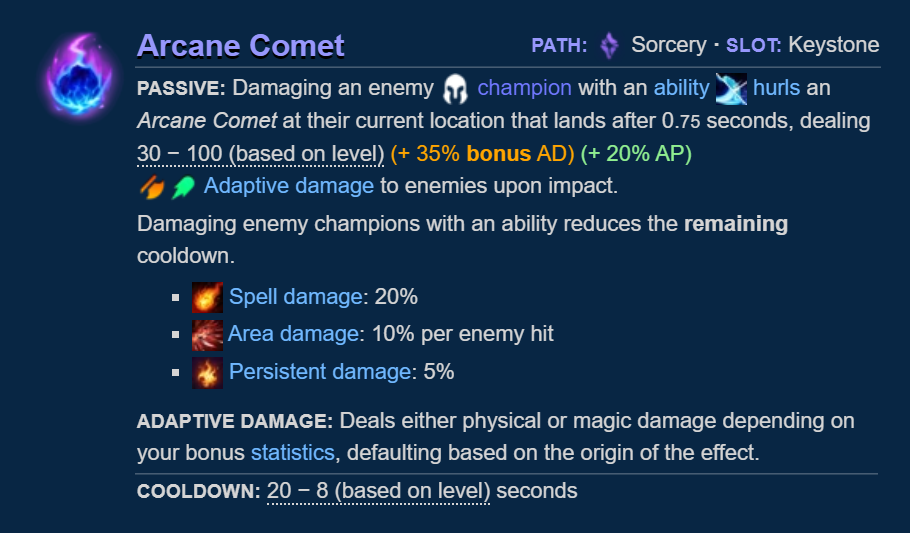 Arcane Comet PATH: Sorcery · SLOT: Keystone
PASSIVE: Damaging an enemy champion with an ability hurls an
Arcane Comet at their current location that lands after 0.75 seconds, dealing
30 − 100 (based on level) (+ 35% bonus AD) (+ 20% AP)
Adaptive damage to enemies upon impact.
Damaging enemy champions with an ability reduces the remaining
cooldown.
▪ Spell damage: 20%
▪ Area damage: 10% per enemy hit
▪ Persistent damage: 5%
ADAPTIVE DAMAGE: Deals either physical or magic damage depending on
your bonus statistics, defaulting based on the origin of the effect.
COOLDOWN: 20 − 8 (based on level) seconds